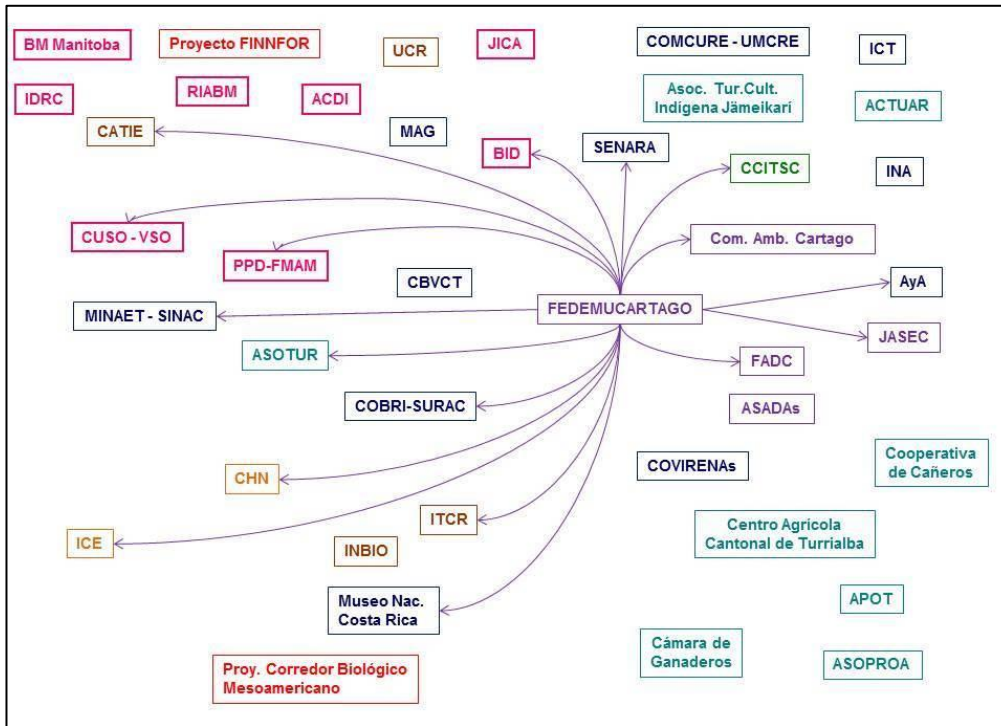 BM Manitoba
Proyecto FINNFOR
UCR
JICA
COMCURE - UMCRE
ICT
IDRC
RIABM
ACDI
Asoc. Tur.Cult.
Indígena Jämeikari
ACTUAR
CATIE
MAG
BID
SENARA
CCITSC
INA
CUSO - VSO
PPD-FMAM
Com. Amb. Cartago
CBVCT
AyA
MINAET - SINAC
FEDEMUCARTAGO
JASEC
ASOTUR
FADC
COBRI-SURAC
ASADAs
CHN
COVIRENAs
Cooperativa
de Cañeros
ICE
ITCR
INBIO
Centro Agrícola
Cantonal de Turrialba
Museo Nac.
Costa Rica
APOT
Proy. Corredor Biológico
Mesoamericano
Cámara de
Ganaderos
ASOPROA